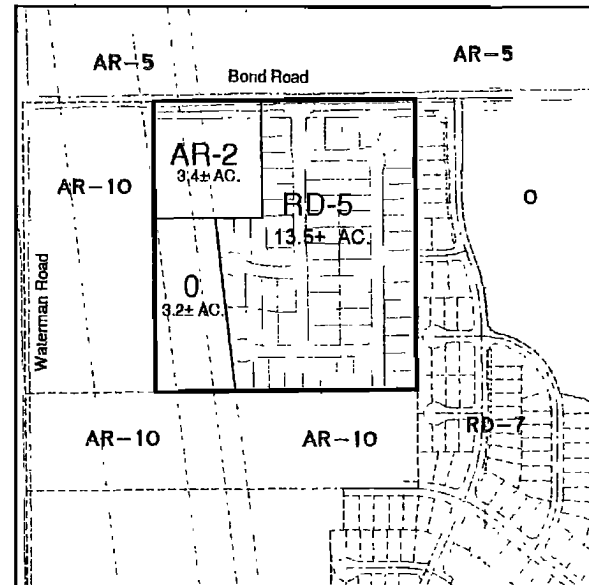 AR-5
AR-5
Bond Road
AR-2
3.4± AC.
AR-10
RD-5
13.5+ AC.
O
Waterman Road
O
3.2± AC.
AR-10
AR-10
RD-7